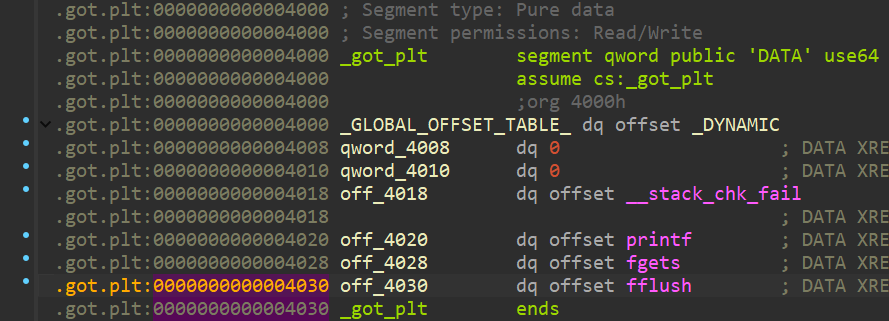 .got.plt:0000000000004000 ; Segment type: Pure data
.got.plt:0000000000004000 ; Segment permissions: Read/Write
.got.plt:0000000000004000 _got_plt segment qword public 'DATA' use64
.got.plt:0000000000004000 assume cs:_got_plt
.got.plt:0000000000004000 ;org 4000h
.got.plt:0000000000004000 _GLOBAL_OFFSET_TABLE_ dq offset _DYNAMIC
.got.plt:0000000000004008 qword_4008 dq 0 ; DATA XRE
.got.plt:0000000000004010 qword_4010 dq 0 ; DATA XRE
.got.plt:0000000000004018 off_4018 dq offset __stack_chk_fail
.got.plt:0000000000004018 ; DATA XRE
.got.plt:0000000000004020 off_4020 dq offset printf ; DATA XRE
.got.plt:0000000000004028 off_4028 dq offset fgets ; DATA XRE
.got.plt:0000000000004030 off_4030 dq offset fflush ; DATA XRE
.got.plt:0000000000004030 _got_plt ends